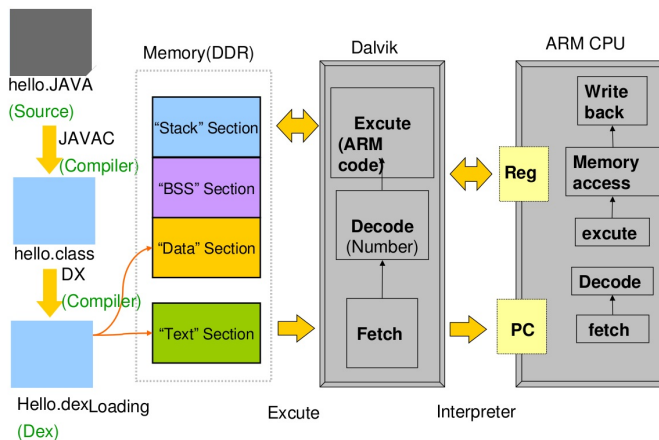 Memory(DDR)
Dalvik
ARM CPU
hello.JAVA
(Source)
JAVAC
(Compiler)
hello.class
DX
(Compiler)
Hello.dex
Loading
(Dex)
“Stack” Section
“BSS” Section
“Data” Section
“Text” Section
Excute
(ARM
code)
Decode
(Number)
Fetch
Excute
Interpreter
Reg
PC
Write
back
Memory
access
excute
Decode
fetch